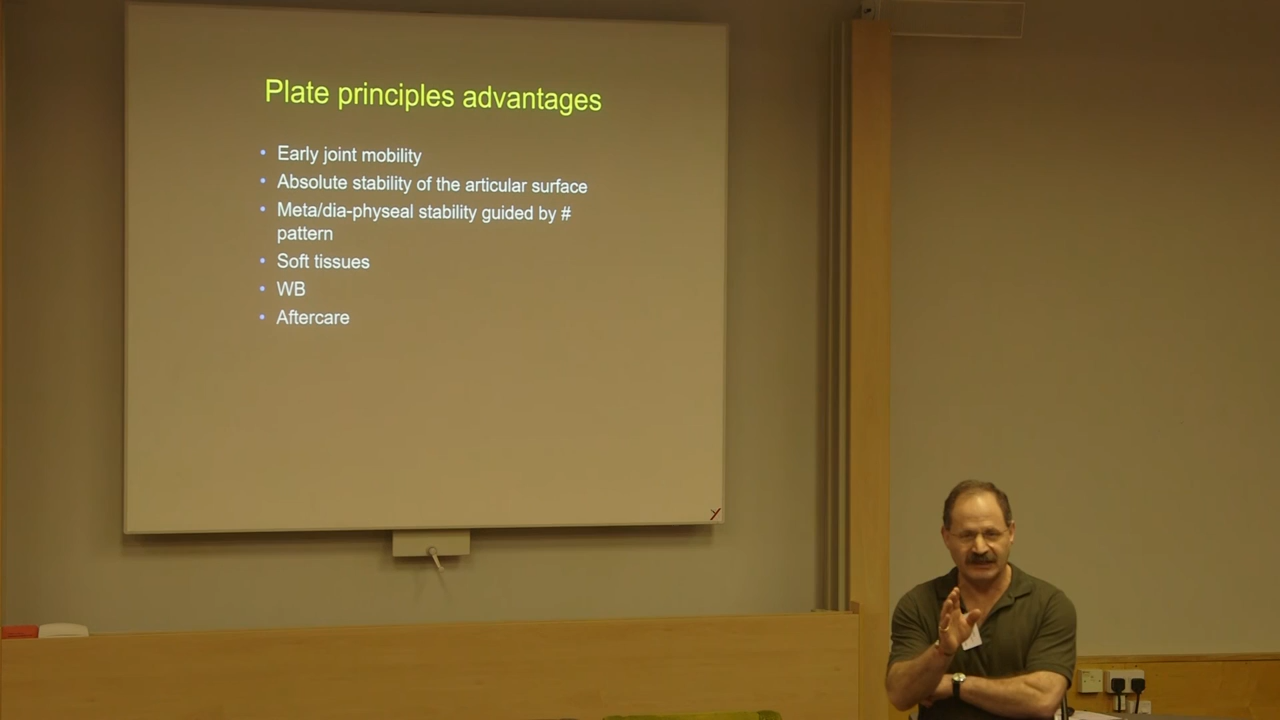 Plate principles advantages
• Early joint mobility
• Absolute stability of the articular surface
• Meta/dia-physeal stability guided by #
pattern
• Soft tissues
• WB
• Aftercare